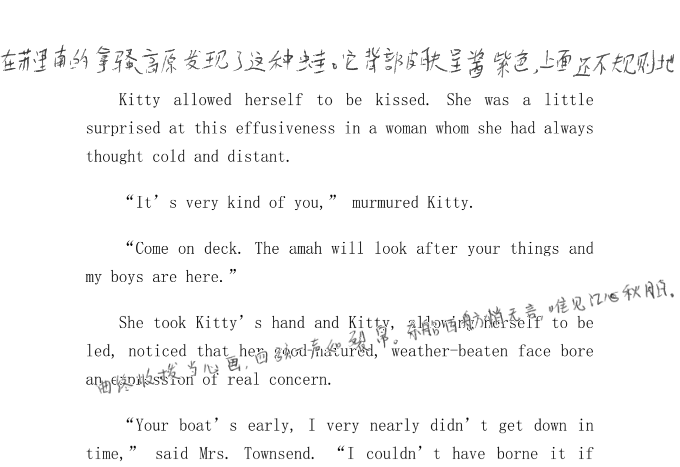 在苏里南的拿骚高原发现了这种蛙。它背部皮肤呈酱紫色,上面还不规则地
Kitty allowed herself to be kissed. She was a little
surprised at this effusiveness in a woman whom she had always
thought cold and distant.
“It’s very kind of you,” murmured Kitty.
“Come on deck. The amah will look after your things and
my boys are here.”
She took Kitty’s hand and Kitty, allowing herself to be
led, noticed that her good-natured, weather-beaten face bore
an expression of real concern.
曲终收拨当心画,四弦一声如裂帛。东船西舫悄无言,唯见江心秋月白。
“Your boat’s early, I very nearly didn’t get down in
time,” said Mrs. Townsend. “I couldn’t have borne it if